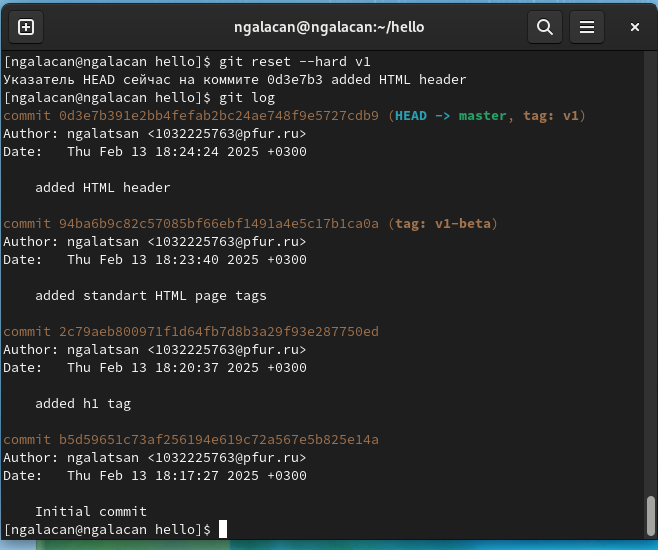 ngalacan@ngalacan:~/hello
[ngalacan@ngalacan hello]$ git reset --hard v1
Указатель HEAD сейчас на коммите 0d3e7b3 added HTML header
[ngalacan@ngalacan hello]$ git log
commit 0d3e7b391e2bb4fefab2bc24ae748f9e5727cdb9 (HEAD -> master, tag: v1)
Author: ngalatsan <1032225763@pfur.ru>
Date:   Thu Feb 13 18:24:24 2025 +0300
    added HTML header
commit 94ba6b9c82c57085bf66ebf1491a4e5c17b1ca0a (tag: v1-beta)
Author: ngalatsan <1032225763@pfur.ru>
Date:   Thu Feb 13 18:23:40 2025 +0300
    added standart HTML page tags
commit 2c79aeb800971f1d64fb7d8b3a29f93e287750ed
Author: ngalatsan <1032225763@pfur.ru>
Date:   Thu Feb 13 18:20:37 2025 +0300
    added h1 tag
commit b5d59651c73af256194e619c72a567e5b825e14a
Author: ngalatsan <1032225763@pfur.ru>
Date:   Thu Feb 13 18:17:27 2025 +0300
    Initial commit
[ngalacan@ngalacan hello]$